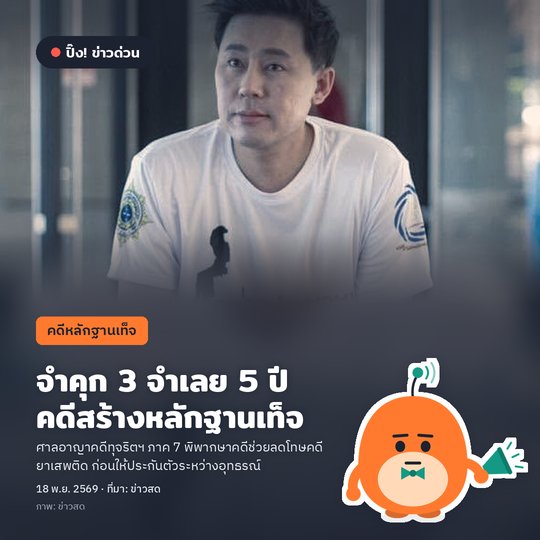 ปิ๊ง! ข่าวด่วน
คดีหลักฐานเท็จ
จำคุก 3 จำเลย 5 ปี
คดีสร้างหลักฐานเท็จ
ศาลอาญาคดีทุจริตฯ ภาค 7 พิพากษาคดีช่วยลดโทษคดี
ยาเสพติด ก่อนให้ประกันตัวระหว่างอุทธรณ์
18 พ.ย. 2569 · ที่มา: ข่าวสด
ภาพ: ข่าวสด